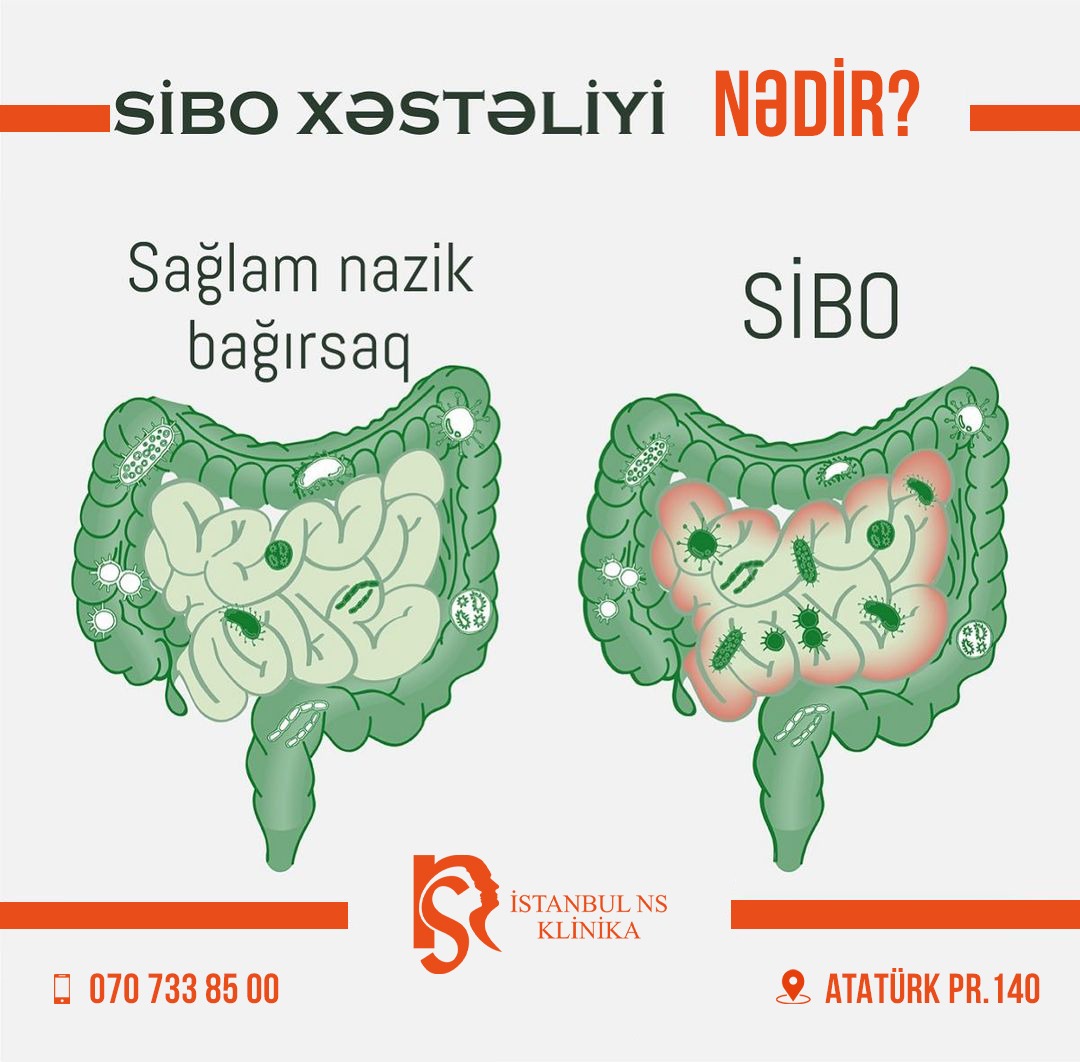 SİBO XƏSTƏLİYİ NƏDİR?
Sağlam nazik
bağırsaq
SİBO
İSTANBUL NS
KLİNİKA
070 733 85 00
ATATÜRK PR.140